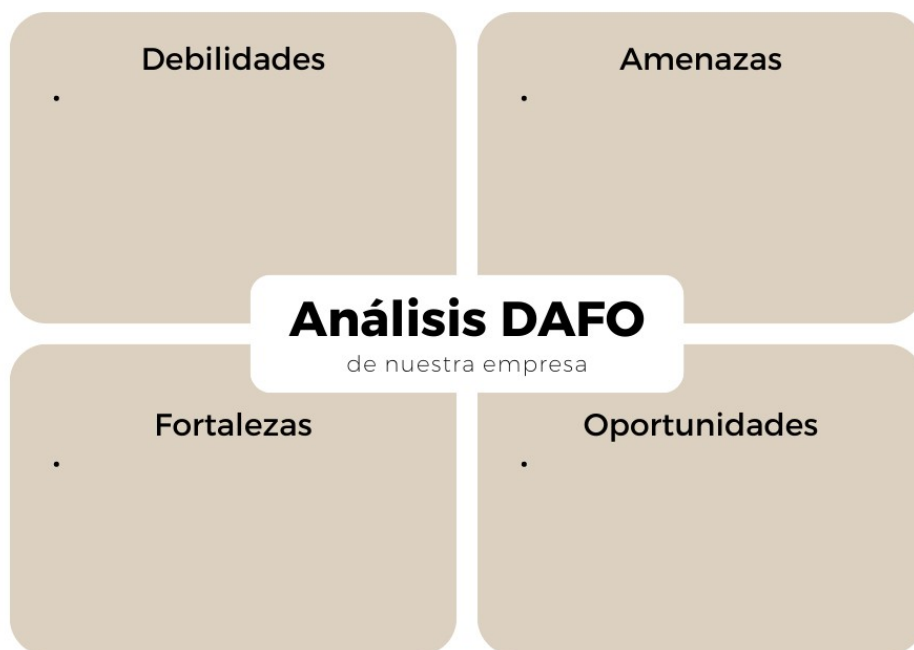 Debilidades
•
Amenazas
•
Análisis DAFO
de nuestra empresa
Fortalezas
•
Oportunidades
•